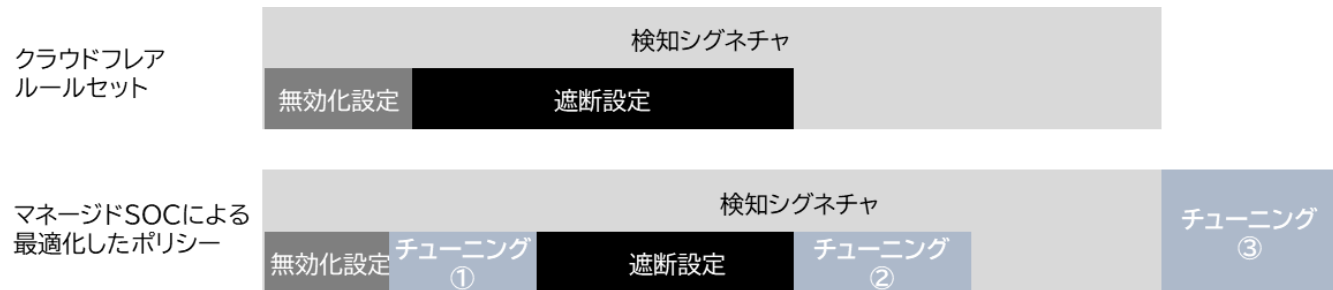 検知シグネチャ
クラウドフレア
ルールセット
無効化設定
遮断設定
検知シグネチャ
チューニング
③
マネージドSOCによる
最適化したポリシー
無効化設定
チューニング
①
遮断設定
チューニング
②